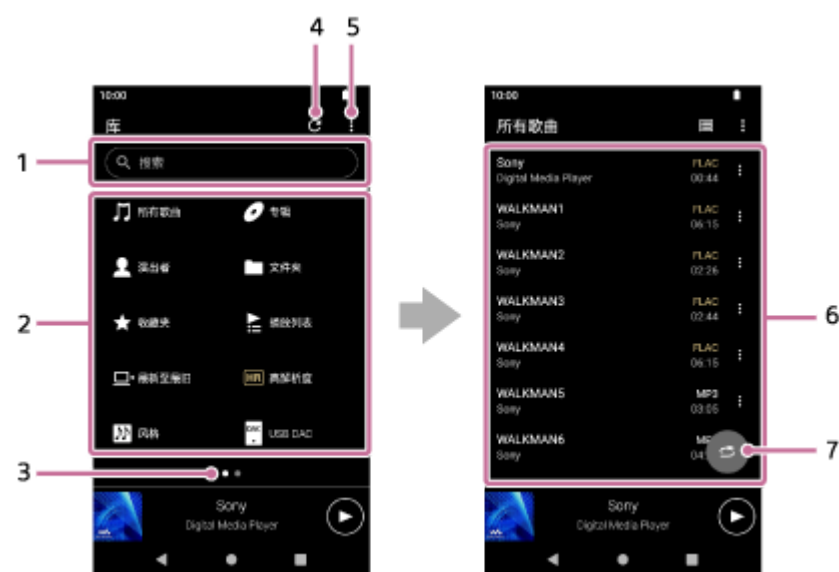 4 5
10:00
库
1
搜索
2
所有歌曲 专辑
演出者 文件夹
收藏夹 播放列表
最新至最旧 HR 高解析度
风格 DAC USB DAC
3
Sony
Digital Media Player
10:00
所有歌曲
Sony FLAC
Digital Media Player 00:44
WALKMAN1 FLAC
Sony 06:15
WALKMAN2 FLAC
Sony 02:26
WALKMAN3 FLAC
Sony 02:44
WALKMAN4 FLAC
Sony 06:15
WALKMAN5 MP3
Sony 03:05
WALKMAN6
Sony
6
7
Sony
Digital Media Player